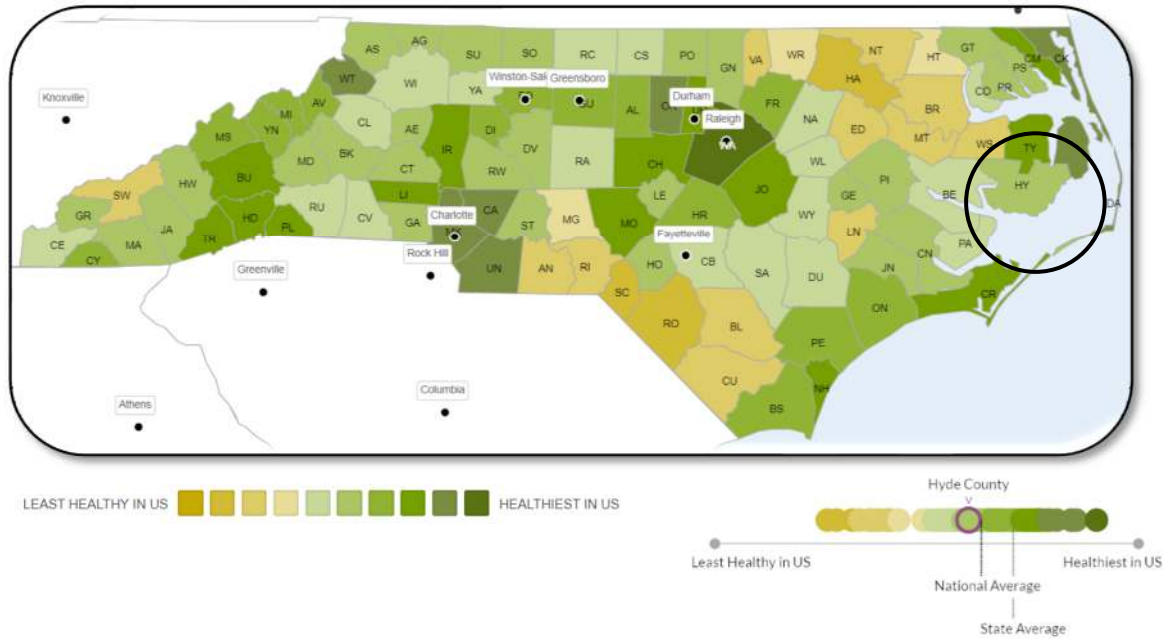 AS AG SU SO RC CS PO GN VA WR HA NT HT GT CM CK
PS
CO PR
WT WI YA Winston-Sal Greensboro
Knoxville
AV MI YN MS CL AE DI GU AL Durham FR NA ED BR MT WS TY
Raleigh
WA
MD BK IR DV RA CH WL
SW HW BU CT RW JO PI HY
GR LI LE GE BE DA
JA RU CV GA Charlotte CA ST MG MO HR WY LN
CE MA TR HD PL Fayetteville PA
CY Rock Hill UN AN RI HO CB SA DU JN CN
Greenville
SC ON CR
RO BL PE
CU NH
Columbia
Athens BS
LEAST HEALTHY IN US HEALTHIEST IN US
Hyde County
Least Healthy in US Healthiest in US
National Average
State Average